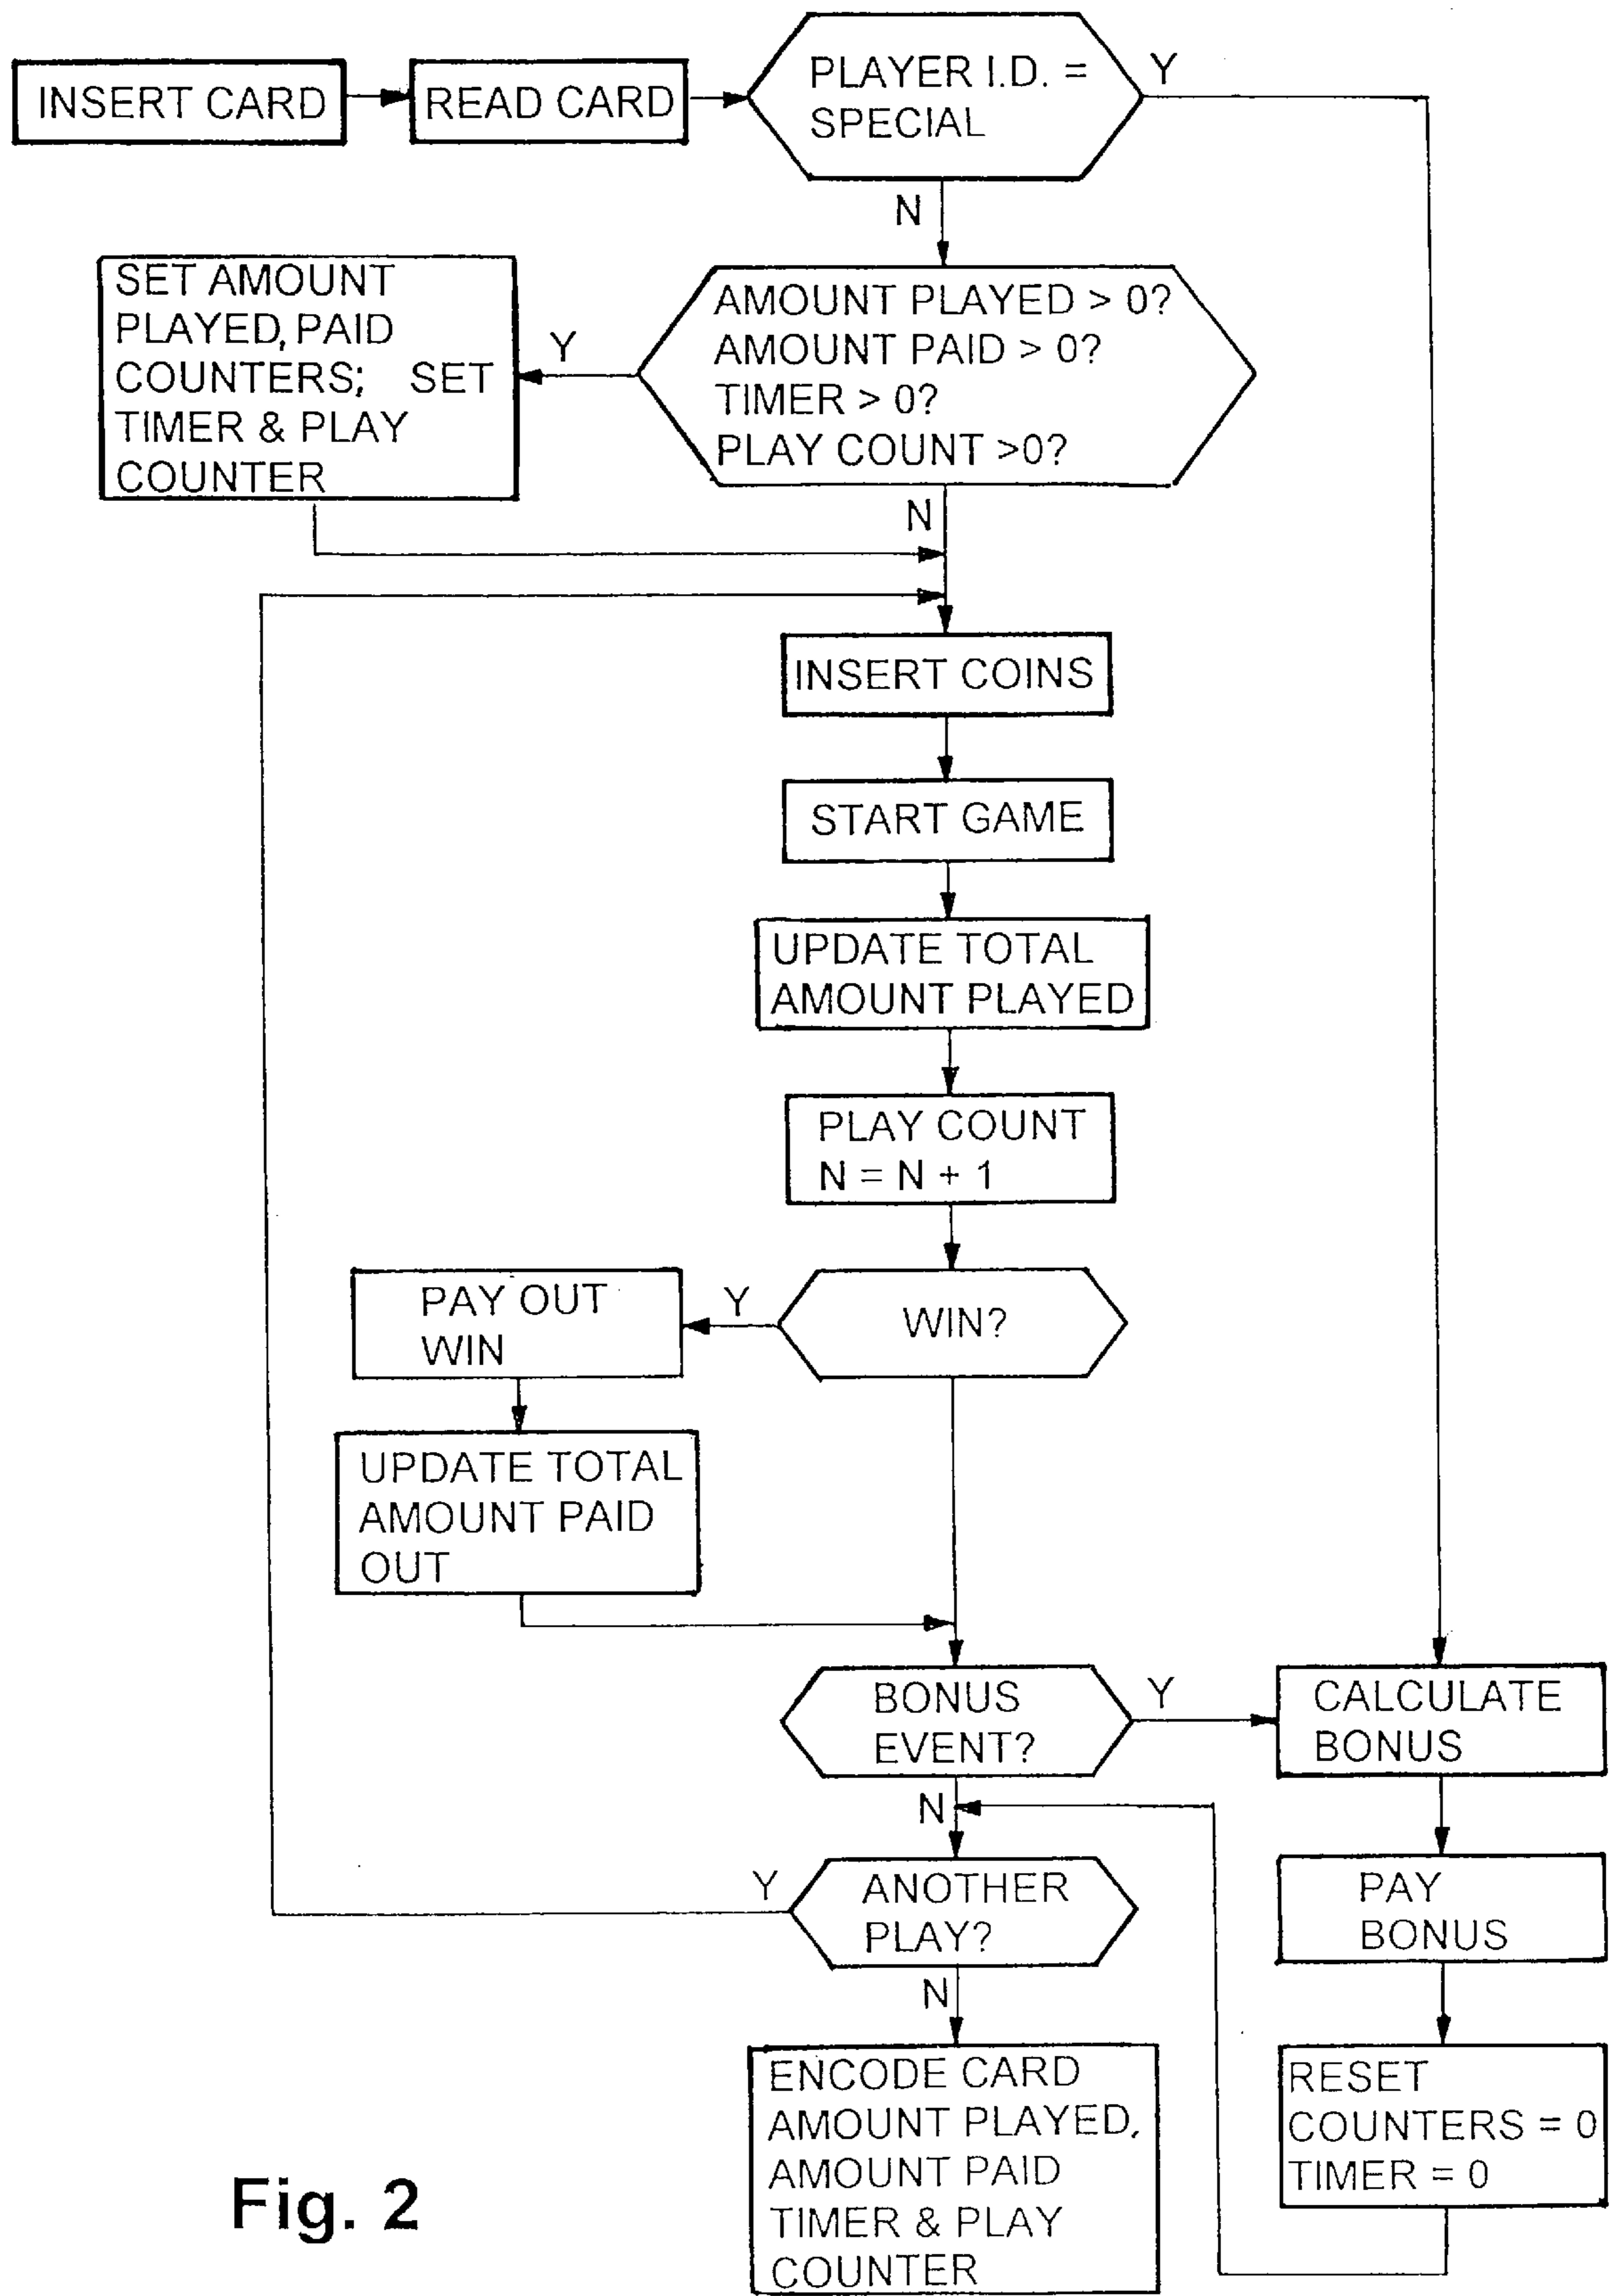 INSERT CARD
READ CARD
PLAYER I.D. =
SPECIAL
Y
N
SET AMOUNT
PLAYED, PAID
COUNTERS; SET
TIMER & PLAY
COUNTER
Y
AMOUNT PLAYED > 0?
AMOUNT PAID > 0?
TIMER > 0?
PLAY COUNT >0?
N
INSERT COINS
START GAME
UPDATE TOTAL
AMOUNT PLAYED
PLAY COUNT
N = N + 1
PAY OUT
WIN
Y
WIN?
UPDATE TOTAL
AMOUNT PAID
OUT
BONUS
EVENT?
Y
CALCULATE
BONUS
N
Y
ANOTHER
PLAY?
PAY
BONUS
N
ENCODE CARD
AMOUNT PLAYED,
AMOUNT PAID
TIMER & PLAY
COUNTER
RESET
COUNTERS = 0
TIMER = 0
Fig. 2